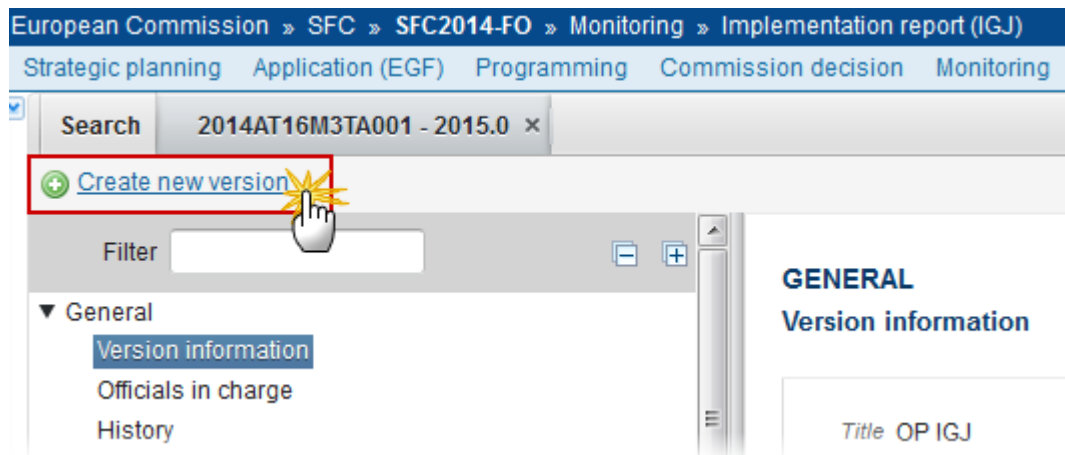 European Commission » SFC » SFC2014-FO » Monitoring » Implementation report (IGJ)
Strategic planning Application (EGF) Programming Commission decision Monitoring
Search 2014AT16M3TA001 - 2015.0 ×
Create new version
Filter
GENERAL
▼ General
Version information
Version information
Officials in charge
History
Title OP IGJ